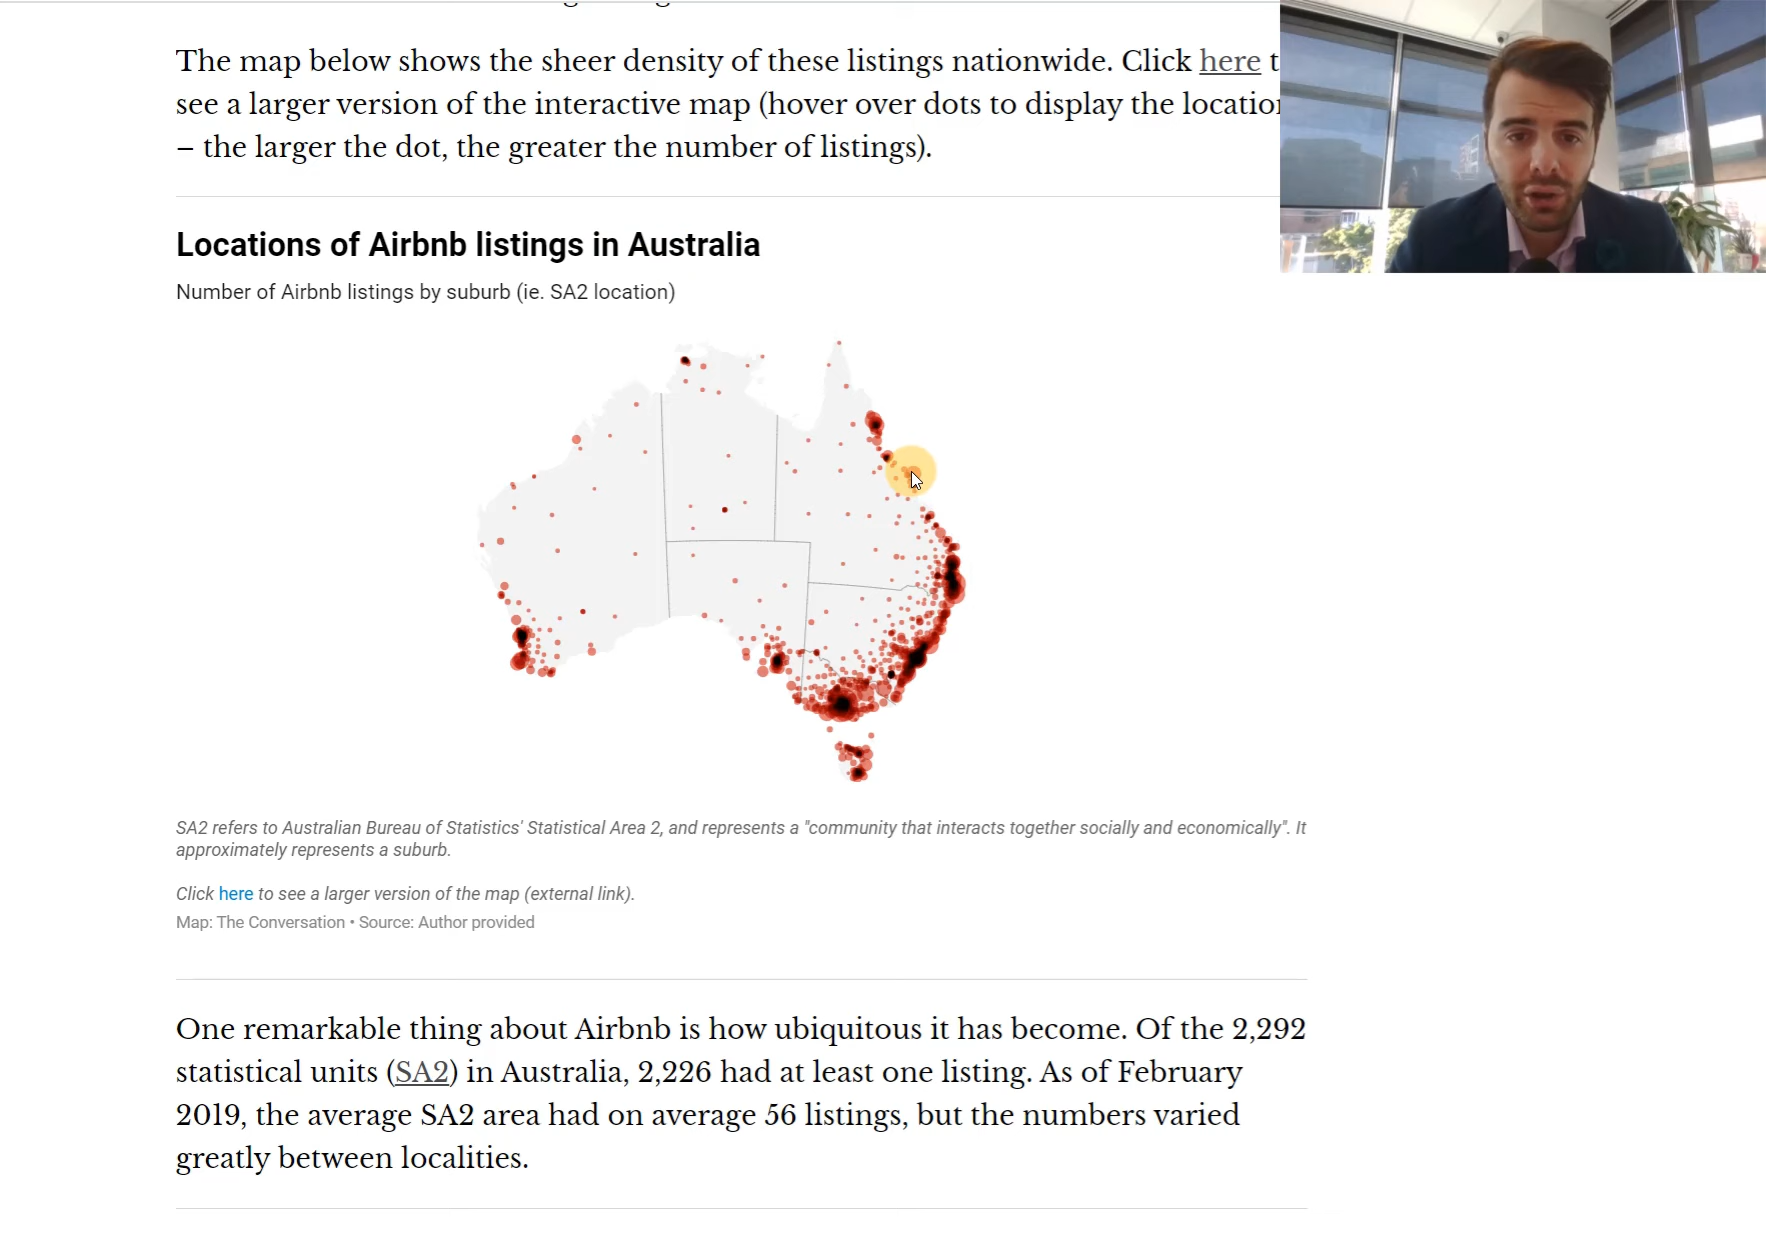 The map below shows the sheer density of these listings nationwide. Click here t
see a larger version of the interactive map (hover over dots to display the location
– the larger the dot, the greater the number of listings).
Locations of Airbnb listings in Australia
Number of Airbnb listings by suburb (ie. SA2 location)
SA2 refers to Australian Bureau of Statistics' Statistical Area 2, and represents a "community that interacts together socially and economically". It
approximately represents a suburb.
Click here to see a larger version of the map (external link).
Map: The Conversation • Source: Author provided
One remarkable thing about Airbnb is how ubiquitous it has become. Of the 2,292
statistical units (SA2) in Australia, 2,226 had at least one listing. As of February
2019, the average SA2 area had on average 56 listings, but the numbers varied
greatly between localities.